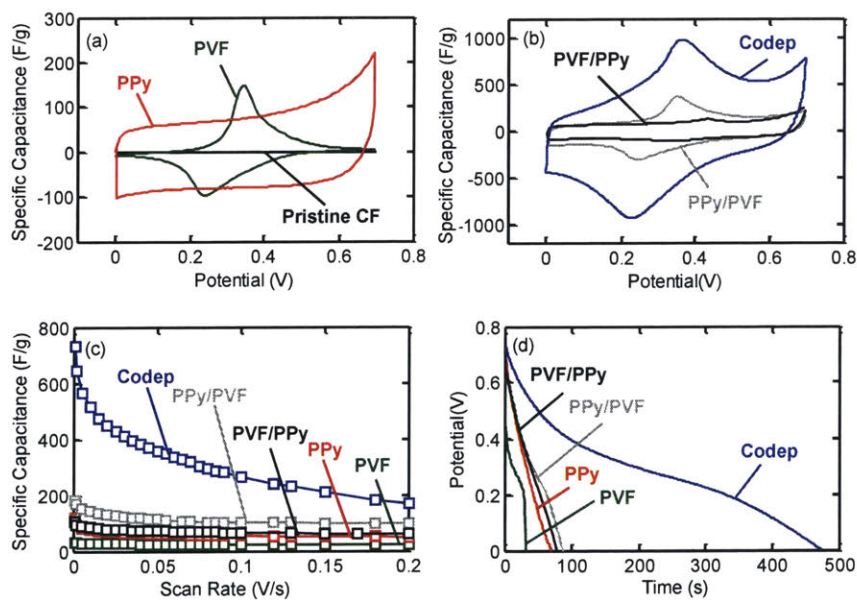 (a)
PVF
PPy
Pristine CF
300
200
100
0
-100
-200
0
0.2
0.4
0.6
0.8
Specific Capacitance (F/g)
Potential (V)
(b)
Codep
PVF/PPy
PPy/PVF
1000
500
0
-500
-1000
0
0.2
0.4
0.6
0.8
Specific Capacitance (F/g)
Potential(V)
(c)
Codep
PPy/PVF
PVF/PPy
PPy
PVF
800
600
400
200
0
0
0.05
0.1
0.15
0.2
Specific Capacitance (F/g)
Scan Rate (V/s)
(d)
PVF/PPy
PPy/PVF
Codep
PPy
PVF
0.8
0.6
0.4
0.2
0
0
100
200
300
400
500
Potential(V)
Time (s)